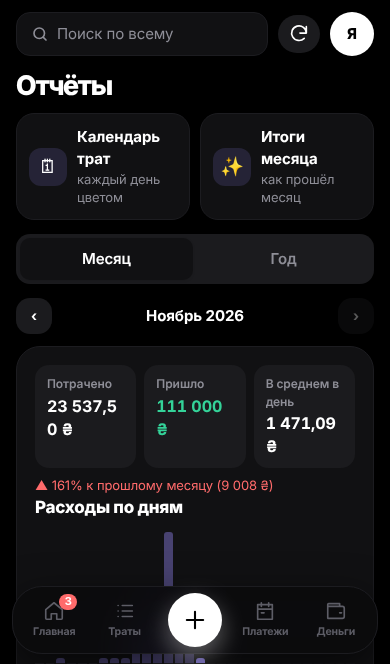 Поиск по всему
Я
Отчёты
Календарь
трат
каждый день
цветом
Итоги
месяца
как прошёл
месяц
Месяц
Год
‹
Ноябрь 2026
›
Потрачено
23 537,5
0 ₴
Пришло
111 000
₴
В среднем в
день
1 471,09
₴
▲ 161% к прошлому месяцу (9 008 ₴)
Расходы по дням
3
Главная
Траты
+
Платежи
Деньги